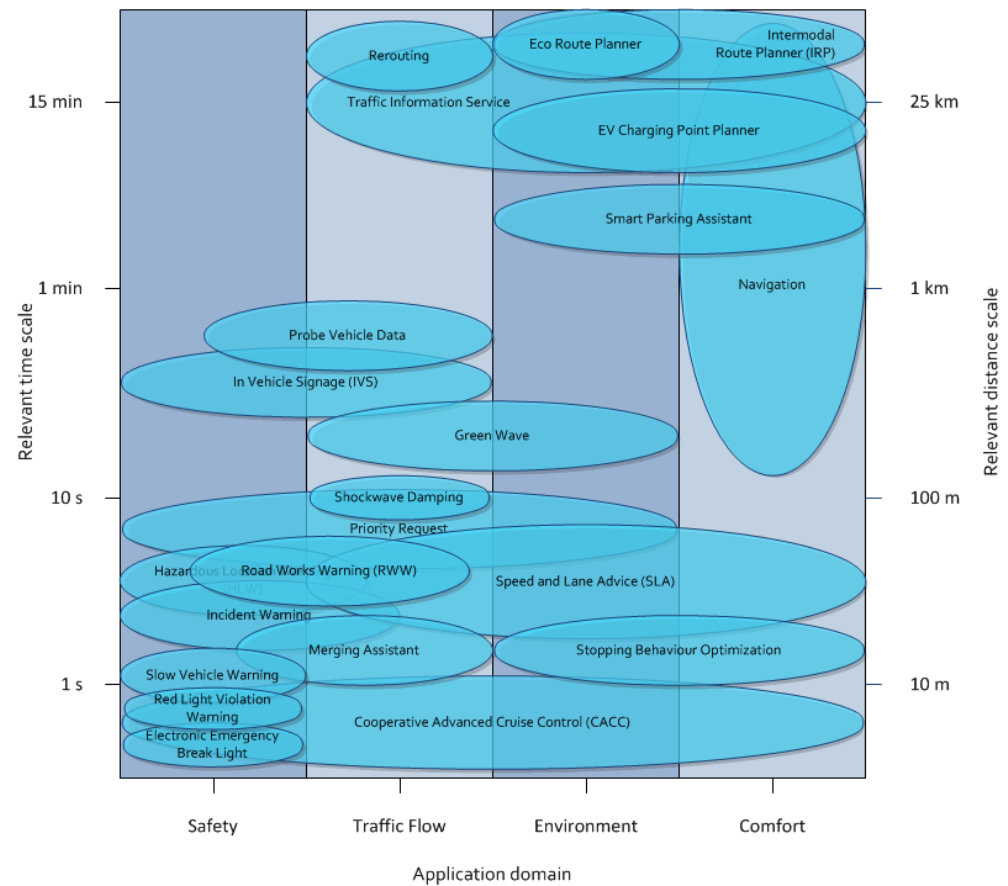 Rerouting
Eco Route Planner
Intermodal
Route Planner (IRP)
15 min
Traffic Information Service
25 km
EV Charging Point Planner
Smart Parking Assistant
1 min
Navigation
1 km
Probe Vehicle Data
In Vehicle Signage (IVS)
Relevant time scale
Relevant distance scale
Green Wave
10 s
Shockwave Damping
100 m
Priority Request
Hazardous Lo
Road Works Warning (RWW)
(HLW)
Speed and Lane Advice (SLA)
Incident Warning
Merging Assistant
Stopping Behaviour Optimization
Slow Vehicle Warning
1 s
10 m
Red Light Violation
Warning
Cooperative Advanced Cruise Control (CACC)
Electronic Emergency
Break Light
Safety
Traffic Flow
Environment
Comfort
Application domain